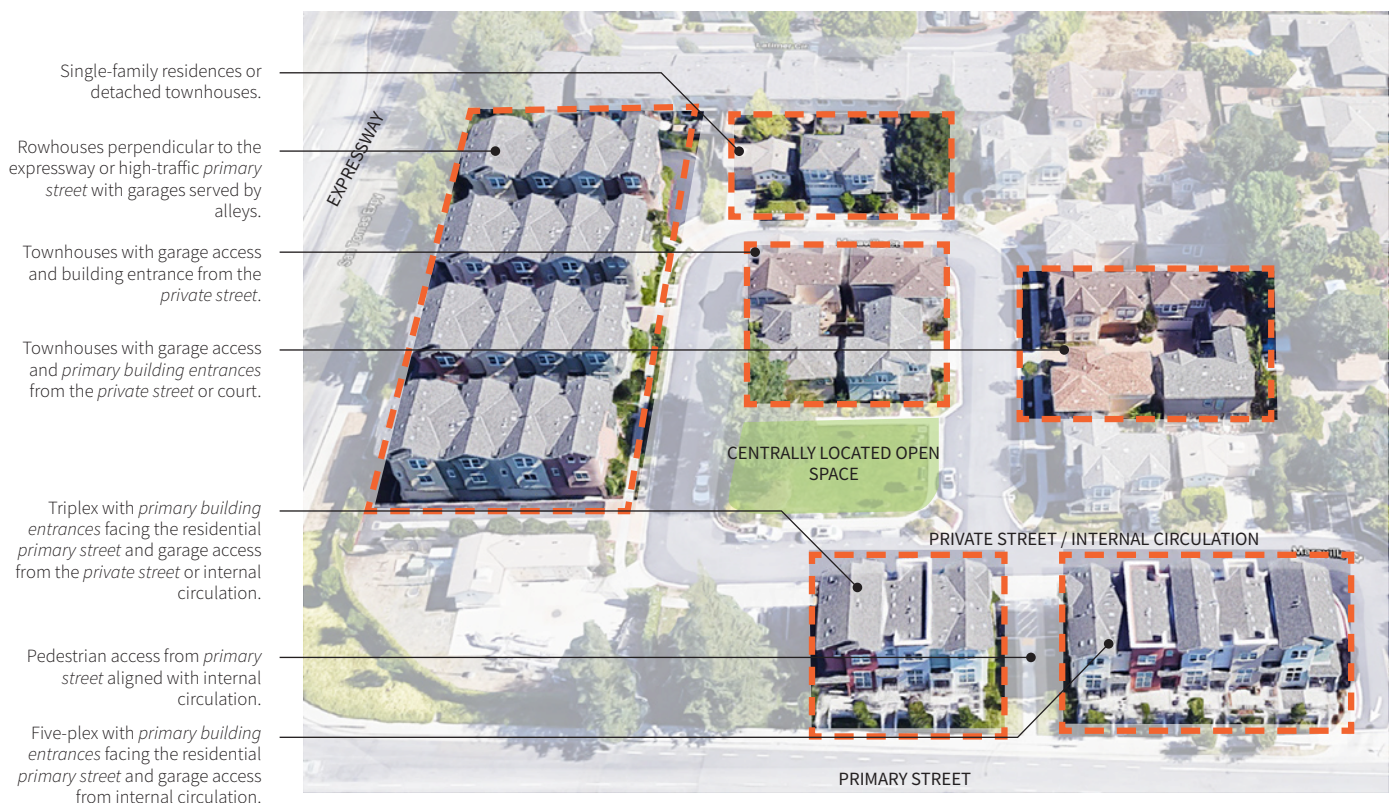 Single-family residences or
detached townhouses.
Rowhouses perpendicular to the
expressway or high-traffic primary
street with garages served by
alleys.
Townhouses with garage access
and building entrance from the
private street.
Townhouses with garage access
and primary building entrances
from the private street or court.
Triplex with primary building
entrances facing the residential
primary street and garage access
from the private street or internal
circulation.
Pedestrian access from primary
street aligned with internal
circulation.
Five-plex with primary building
entrances facing the residential
primary street and garage access
from internal circulation.
EXPRESSWAY
CENTRALLY LOCATED OPEN
SPACE
PRIVATE STREET / INTERNAL CIRCULATION
PRIMARY STREET